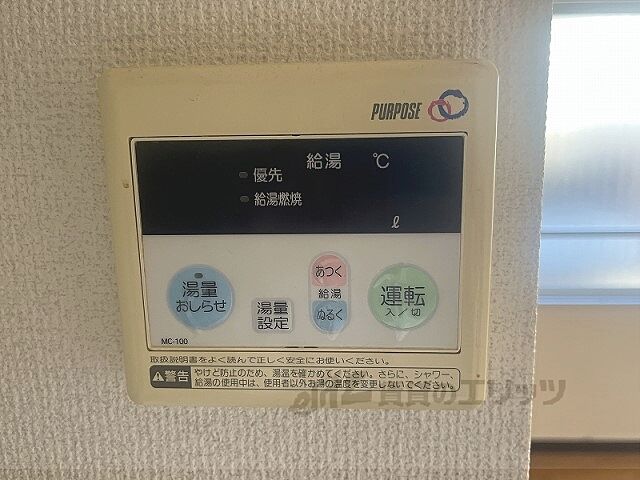 PURPOSE
給湯 ℃
優先
給湯燃焼
ℓ
湯量
おしらせ
湯量
設定
あつく
給湯
ぬるく
運転
入/切
MC-100
取扱説明書をよく読んで正しく安全にお使いください。
警告
やけど防止のため、湯温を確かめてください。さらに、シャワー、
給湯の使用中は、使用者以外お湯の温度を変更しないでください。
賃貸のエリッツ